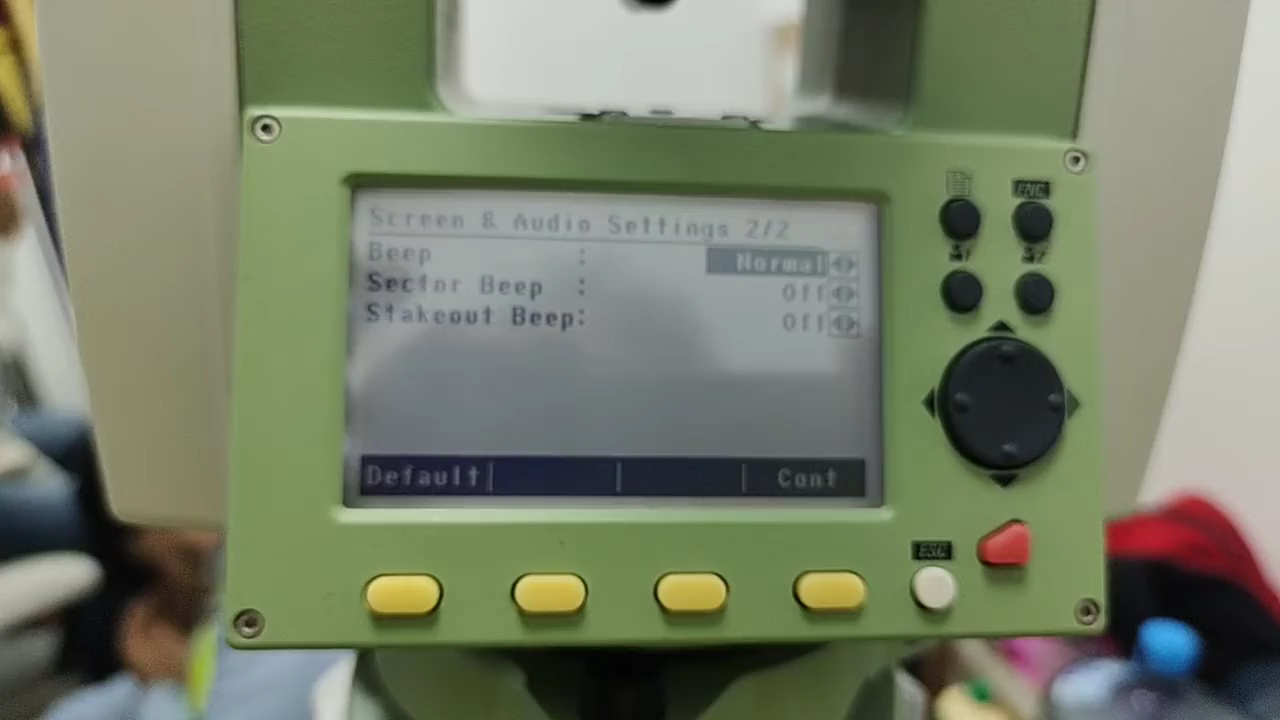 Screen & Audio Settings 2/2
Beep : Normal
Sector Beep : Off
Stakeout Beep: Off
Default Cont
FNC
ESC